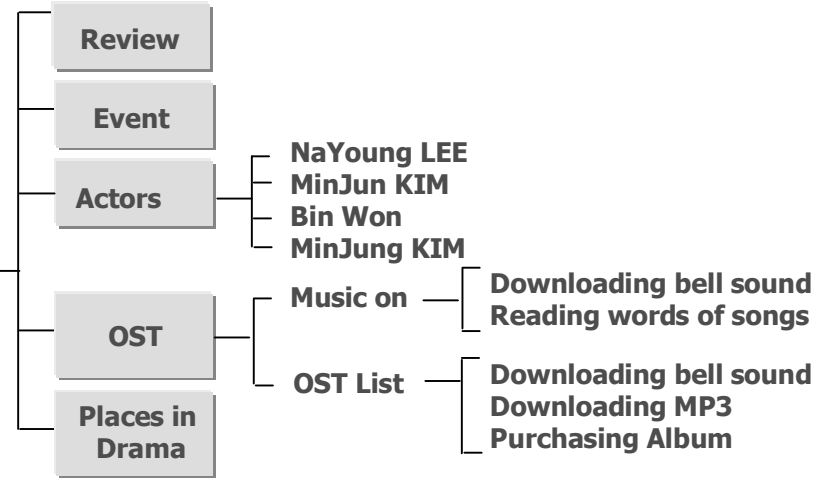 Review
Event
Actors
NaYoung LEE
MinJun KIM
Bin Won
MinJung KIM
OST
Music on
Downloading bell sound
Reading words of songs
OST List
Downloading bell sound
Downloading MP3
Purchasing Album
Places in
Drama